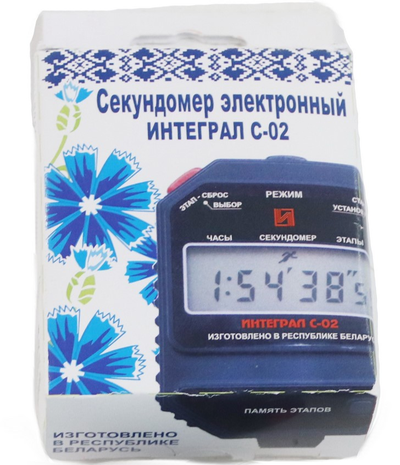 Секундомер электронный
ИНТЕГРАЛ С-02
ЭТАП-СБРОС
РЕЖИМ
ВЫБОР
ЧАСЫ
СЕКУНДОМЕР
ЭТАПЫ
1:54'38"
ИНТЕГРАЛ С-02
ИЗГОТОВЛЕНО В РЕСПУБЛИКЕ БЕЛАРУС
ПАМЯТЬ ЭТАПОВ
ИЗГОТОВЛЕНО
В РЕСПУБЛИКЕ
БЕЛАРУСЬ